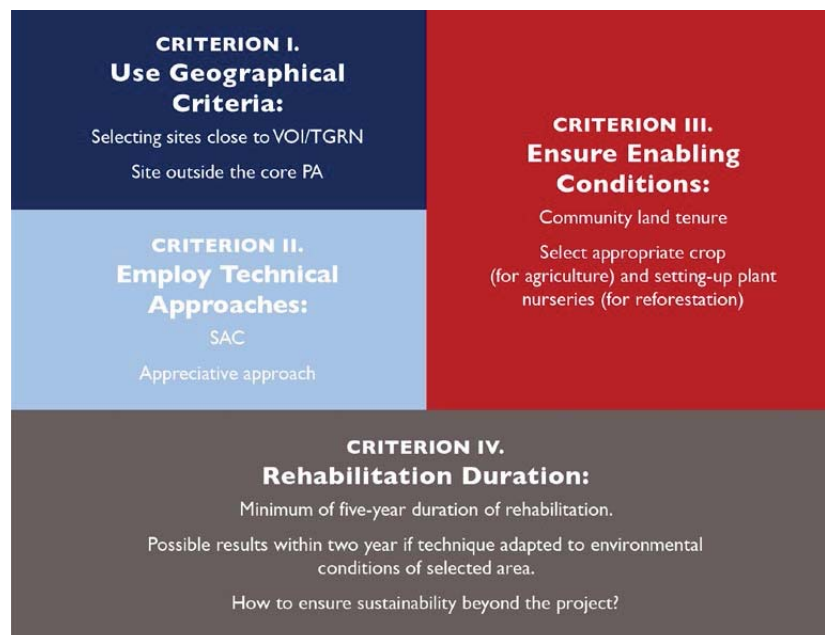 CRITERION I.
Use Geographical
Criteria:
Selecting sites close to VOI/TGRN
Site outside the core PA
CRITERION II.
Employ Technical
Approaches:
SAC
Appreciative approach
CRITERION III.
Ensure Enabling
Conditions:
Community land tenure
Select appropriate crop
(for agriculture) and setting-up plant
nurseries (for reforestation)
CRITERION IV.
Rehabilitation Duration:
Minimum of five-year duration of rehabilitation.
Possible results within two year if technique adapted to environmental
conditions of selected area.
How to ensure sustainability beyond the project?